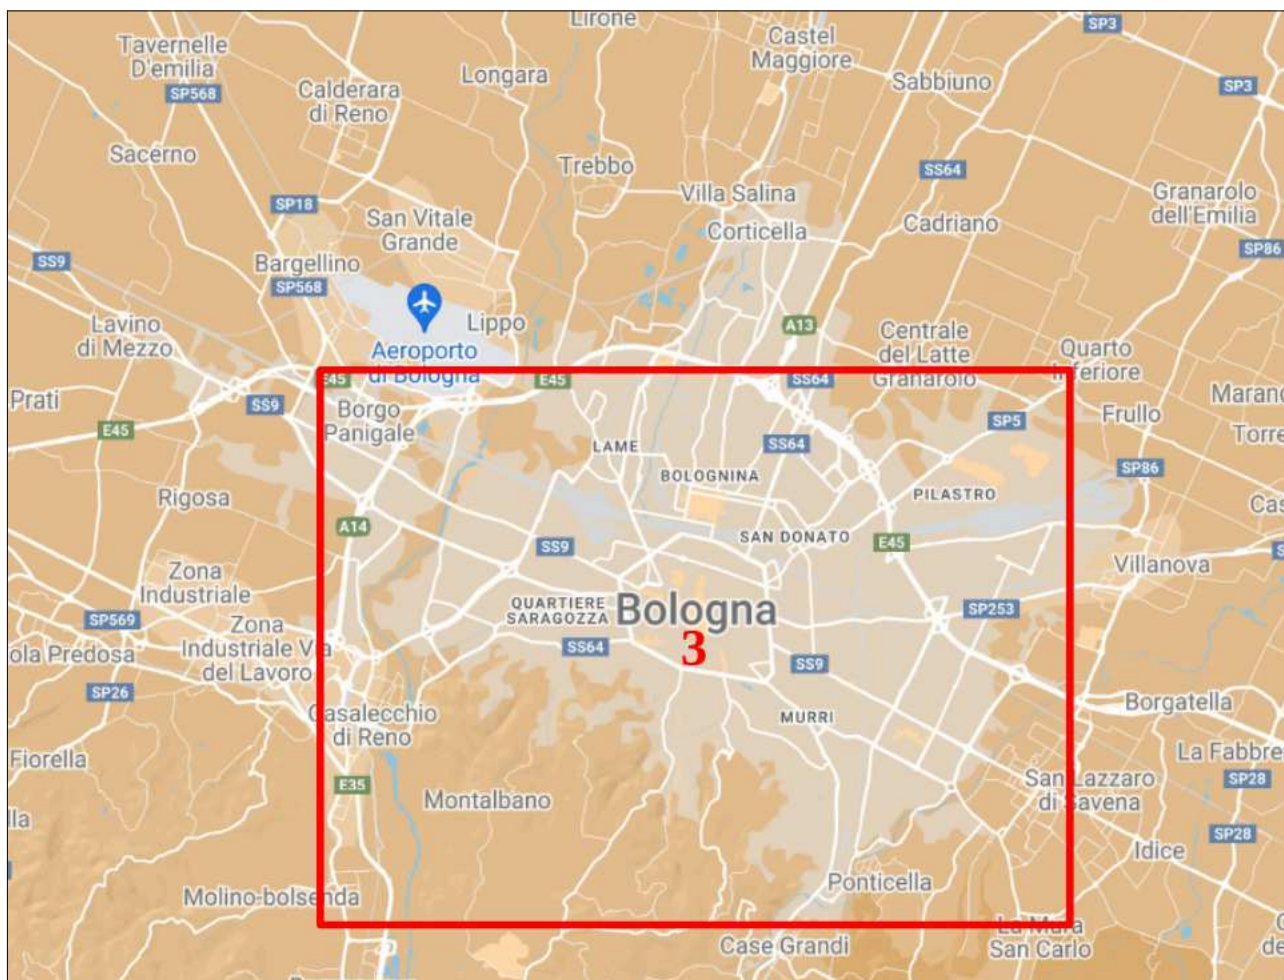 Lirone
SP3
Castel
Maggiore
Tavernelle
D'emilia
SP568
Longara
Calderara
di Reno
Sabbiuno
SP3
Sacerno
Trebbo
SS64
Villa Salina
Granarolo
dell'Emilia
SP18
San Vitale
Grande
Corticella
Cadriano
SP86
SS9
Bargellino
SP568
Lippo
A13
Lavino
di Mezzo
Aeroporto
di Bologna
Centrale
del Latte
Granarolo
Quarto
Inferiore
E45
E45
SS64
Prati
SS9
Borgo
Panigale
Frullo
SP5
E45
LAME
SS64
BOLOGNINA
SP86
PILASTRO
Rigosa
A14
SAN DONATO
SS9
E45
Zona
Industriale
Villanova
QUARTIERE
SARAGOZZA
Bologna
SP253
SP569
Zona
Industriale Via
del Lavoro
SS64
3
SS9
SP26
Borgatella
Casalecchio
di Reno
MURRI
Fiorella
La Fabbre
E35
Montalbano
San Lazzaro
di Savena
SP28
SP28
Idice
Molino-bolsenda
Ponticella
La Mura
San Carlo
Case Grandi